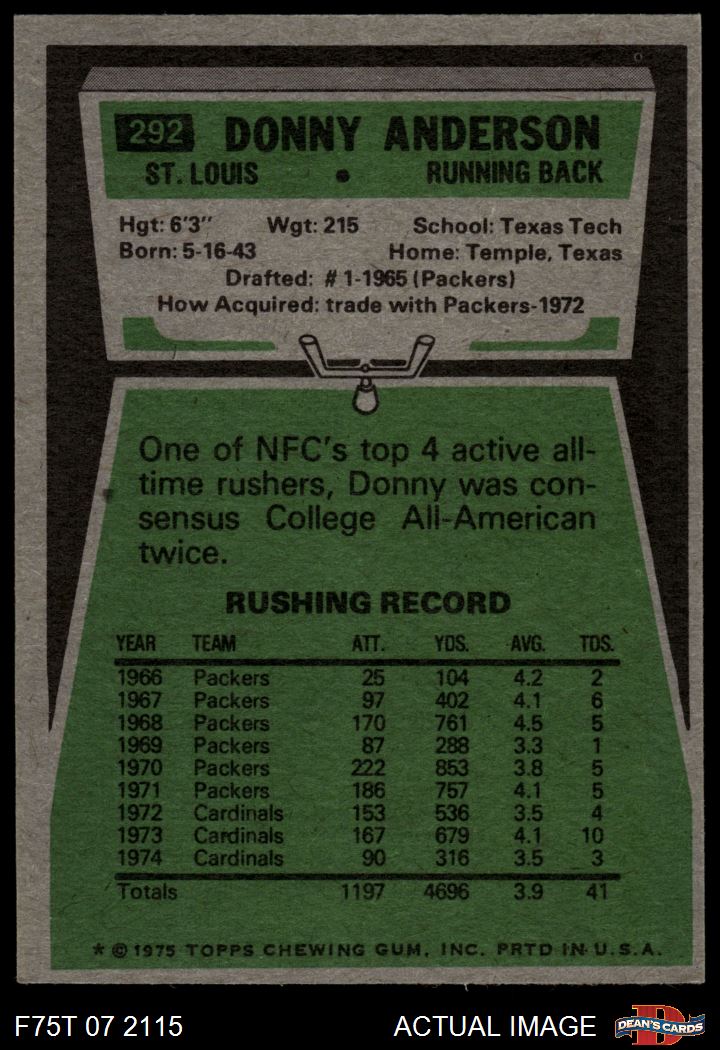 292 DONNY ANDERSON
ST. LOUIS • RUNNING BACK
Hgt: 6'3" Wgt: 215 School: Texas Tech
Born: 5-16-43 Home: Temple, Texas
Drafted: #1-1965 (Packers)
How Acquired: trade with Packers-1972
One of NFC's top 4 active all-
time rushers, Donny was con-
sensus College All-American
twice.
RUSHING RECORD
YEAR TEAM ATT. YDS. AVG. TDS.
1966 Packers 25 104 4.2 2
1967 Packers 97 402 4.1 6
1968 Packers 170 761 4.5 5
1969 Packers 87 288 3.3 1
1970 Packers 222 853 3.8 5
1971 Packers 186 757 4.1 5
1972 Cardinals 153 536 3.5 4
1973 Cardinals 167 679 4.1 10
1974 Cardinals 90 316 3.5 3
Totals 1197 4696 3.9 41
* © 1975 TOPPS CHEWING GUM, INC. PRTD IN U.S.A.
F75T 07 2115 ACTUAL IMAGE D DEAN'S CARDS